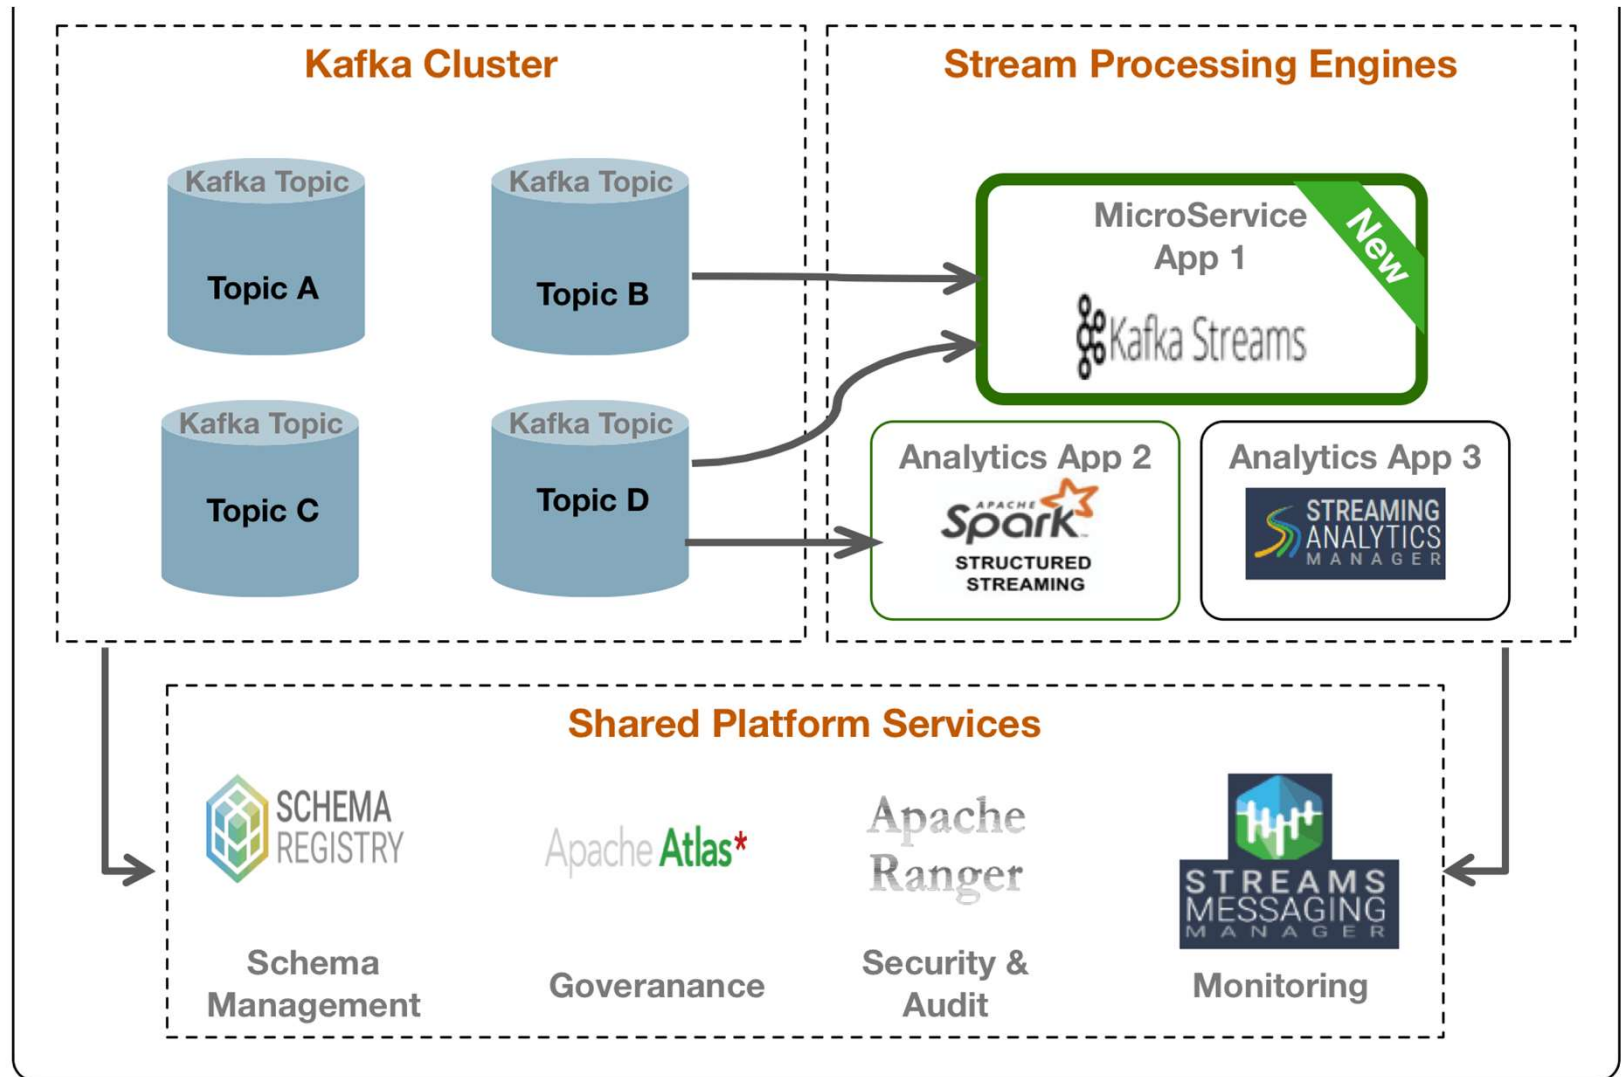 Kafka Cluster
Stream Processing Engines
Kafka Topic
Topic A
Kafka Topic
Topic B
Kafka Topic
Topic C
Kafka Topic
Topic D
MicroService
App 1
New
Kafka Streams
Analytics App 2
APACHE
Spark
STRUCTURED
STREAMING
Analytics App 3
STREAMING
ANALYTICS
MANAGER
Shared Platform Services
SCHEMA
REGISTRY
Schema
Management
Apache Atlas*
Goveranance
Apache
Ranger
Security &
Audit
STREAMS
MESSAGING
MANAGER
Monitoring